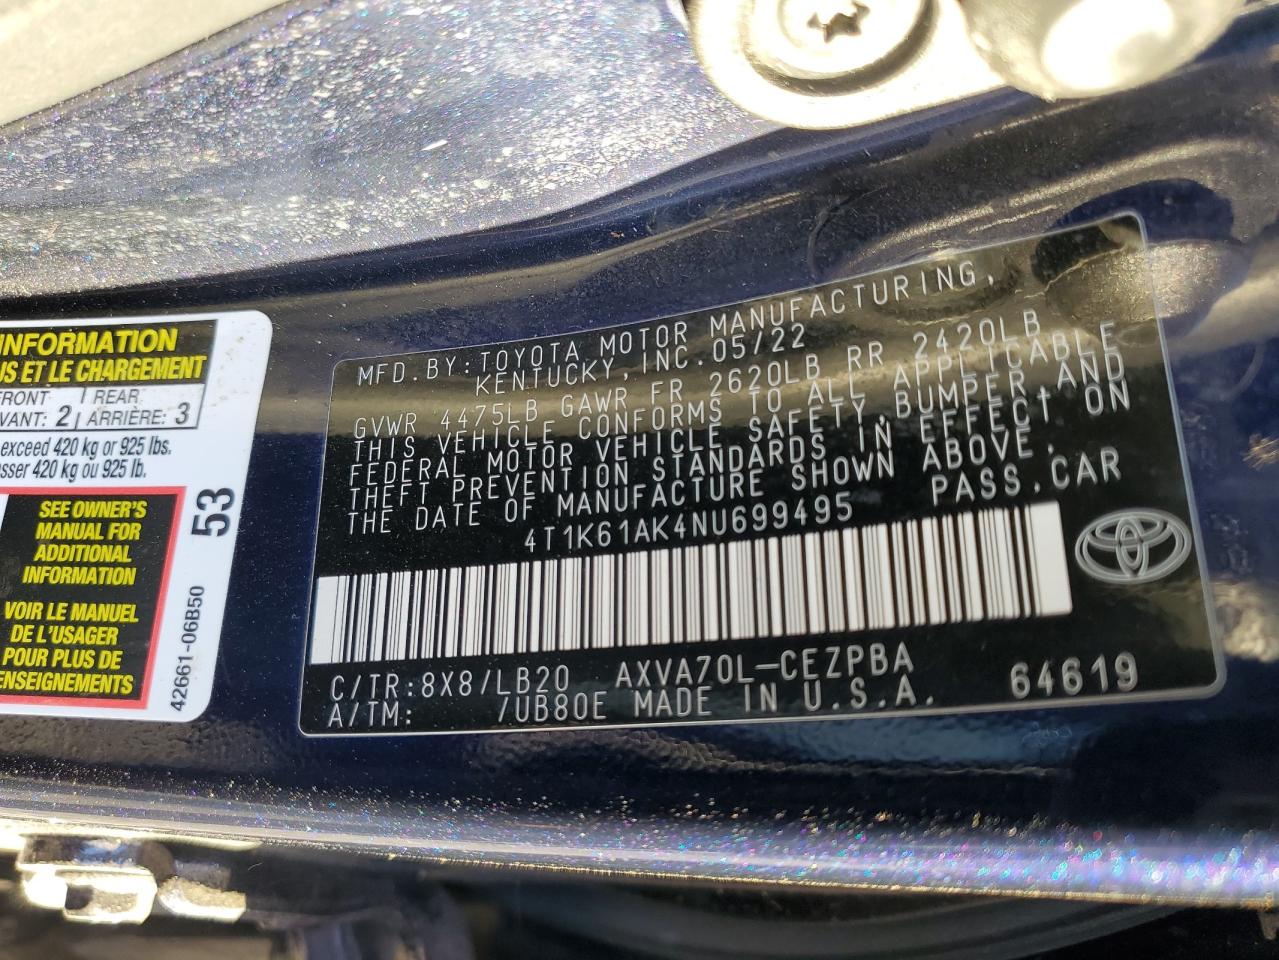 INFORMATION
US ET LE CHARGEMENT
FRONT | REAR
VANT: 2 | ARRIÈRE: 3
exceed 420 kg or 925 lbs.
sser 420 kg ou 925 lb.
SEE OWNER'S
MANUAL FOR
ADDITIONAL
INFORMATION
VOIR LE MANUEL
DE L'USAGER
POUR PLUS DE
ENSEIGNEMENTS
53
42661-06B50
MFD. BY: TOYOTA MOTOR MANUFACTURING,
KENTUCKY, INC. 05/22
GVWR 4475LB GAWR FR 2620LB RR 2420LB
THIS VEHICLE CONFORMS TO ALL APPLICABLE
FEDERAL MOTOR VEHICLE SAFETY, BUMPER, AND
THEFT PREVENTION STANDARDS IN EFFECT ON
THE DATE OF MANUFACTURE SHOWN ABOVE.
4T1K61AK4NU699495 PASS. CAR
C/TR: 8X8/LB20 AXVA70L-CEZPBA
A/TM: /UB80E MADE IN U.S.A. 64619